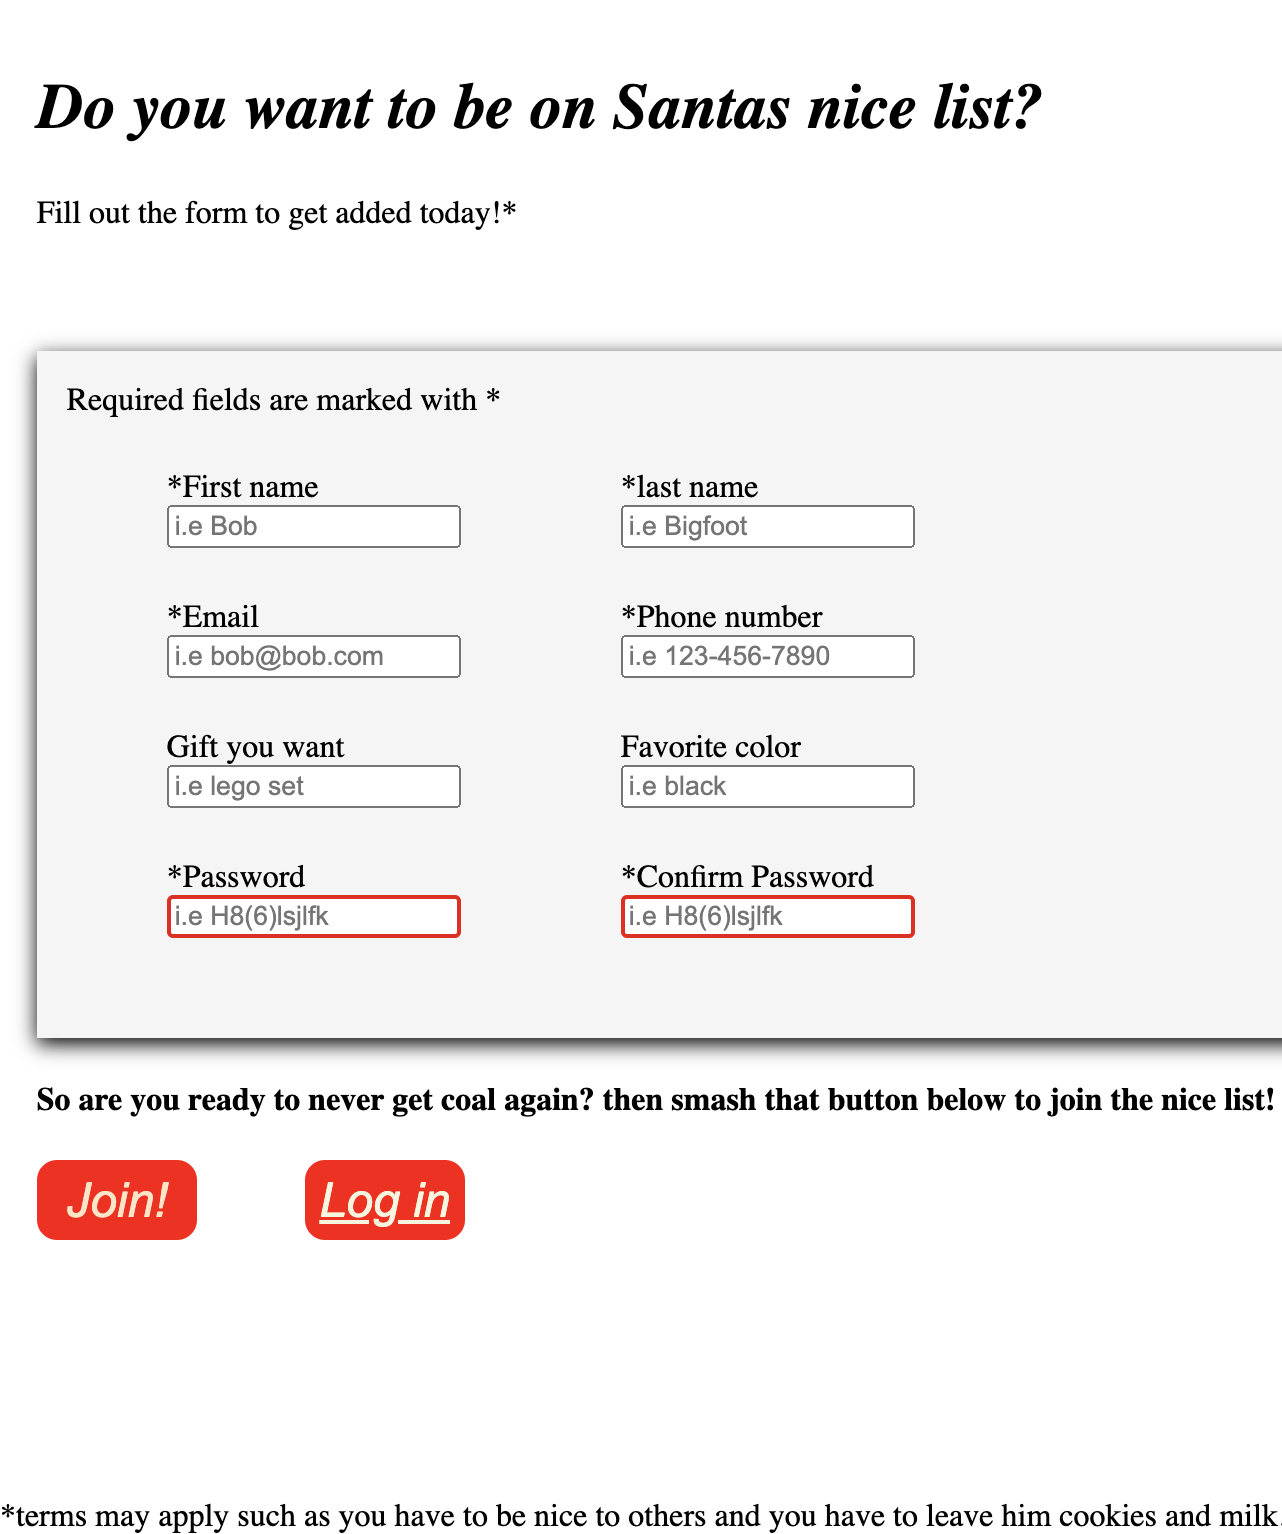 Do you want to be on Santas nice list?
Fill out the form to get added today!*
Required fields are marked with *
*First name *last name
i.e Bob i.e Bigfoot
*Email *Phone number
i.e bob@bob.com i.e 123-456-7890
Gift you want Favorite color
i.e lego set i.e black
*Password *Confirm Password
i.e H8(6)lsjlfk i.e H8(6)lsjlfk
So are you ready to never get coal again? then smash that button below to join the nice list!
Join! Log in
*terms may apply such as you have to be nice to others and you have to leave him cookies and milk.